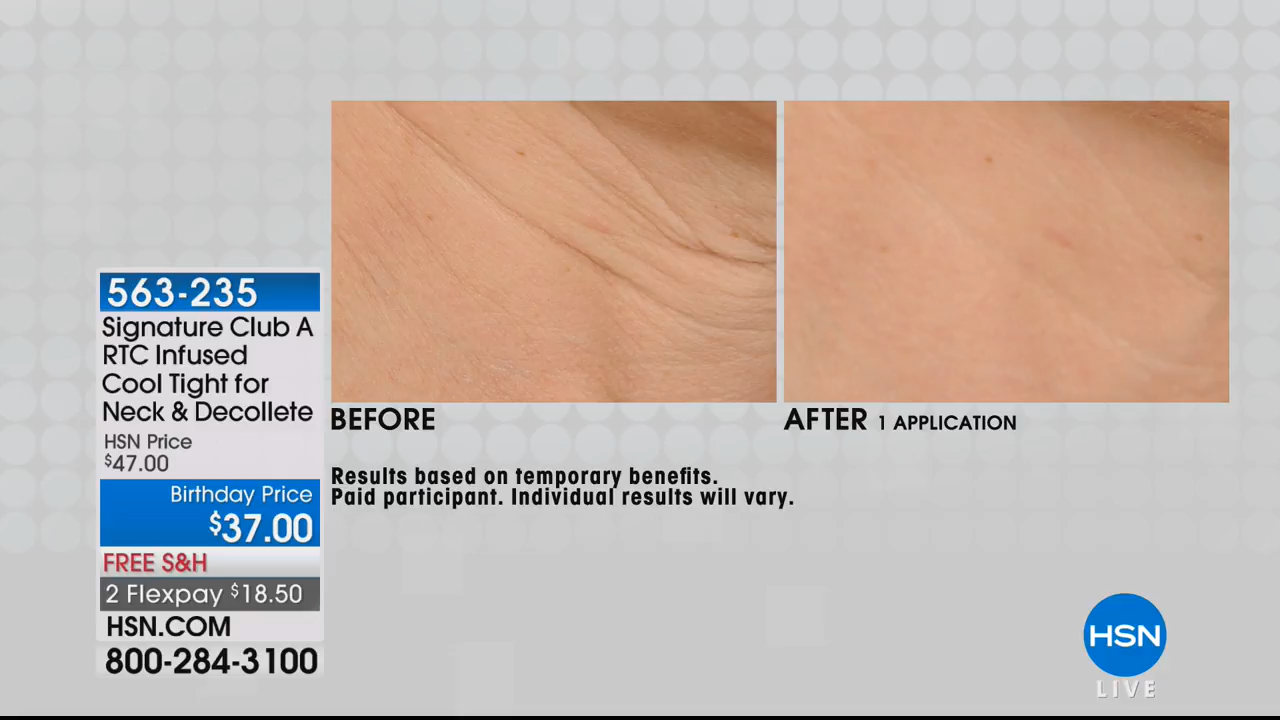 563-235
Signature Club A
RTC Infused
Cool Tight for
Neck & Decollete
HSN Price
$47.00
Birthday Price
$37.00
FREE S&H
2 Flexpay $18.50
HSN.COM
800-284-3100
BEFORE
AFTER 1 APPLICATION
Results based on temporary benefits.
Paid participant. Individual results will vary.
HSN
LIVE